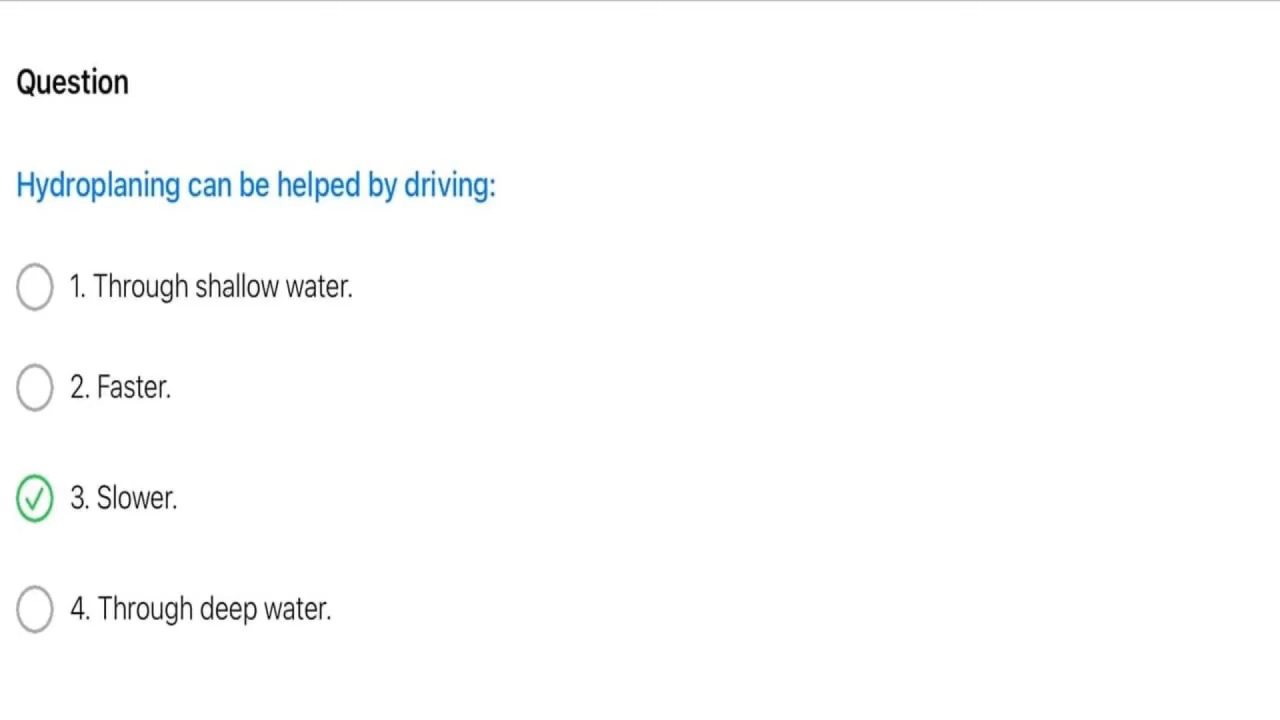 Question
Hydroplaning can be helped by driving:
1. Through shallow water.
2. Faster.
3. Slower.
4. Through deep water.